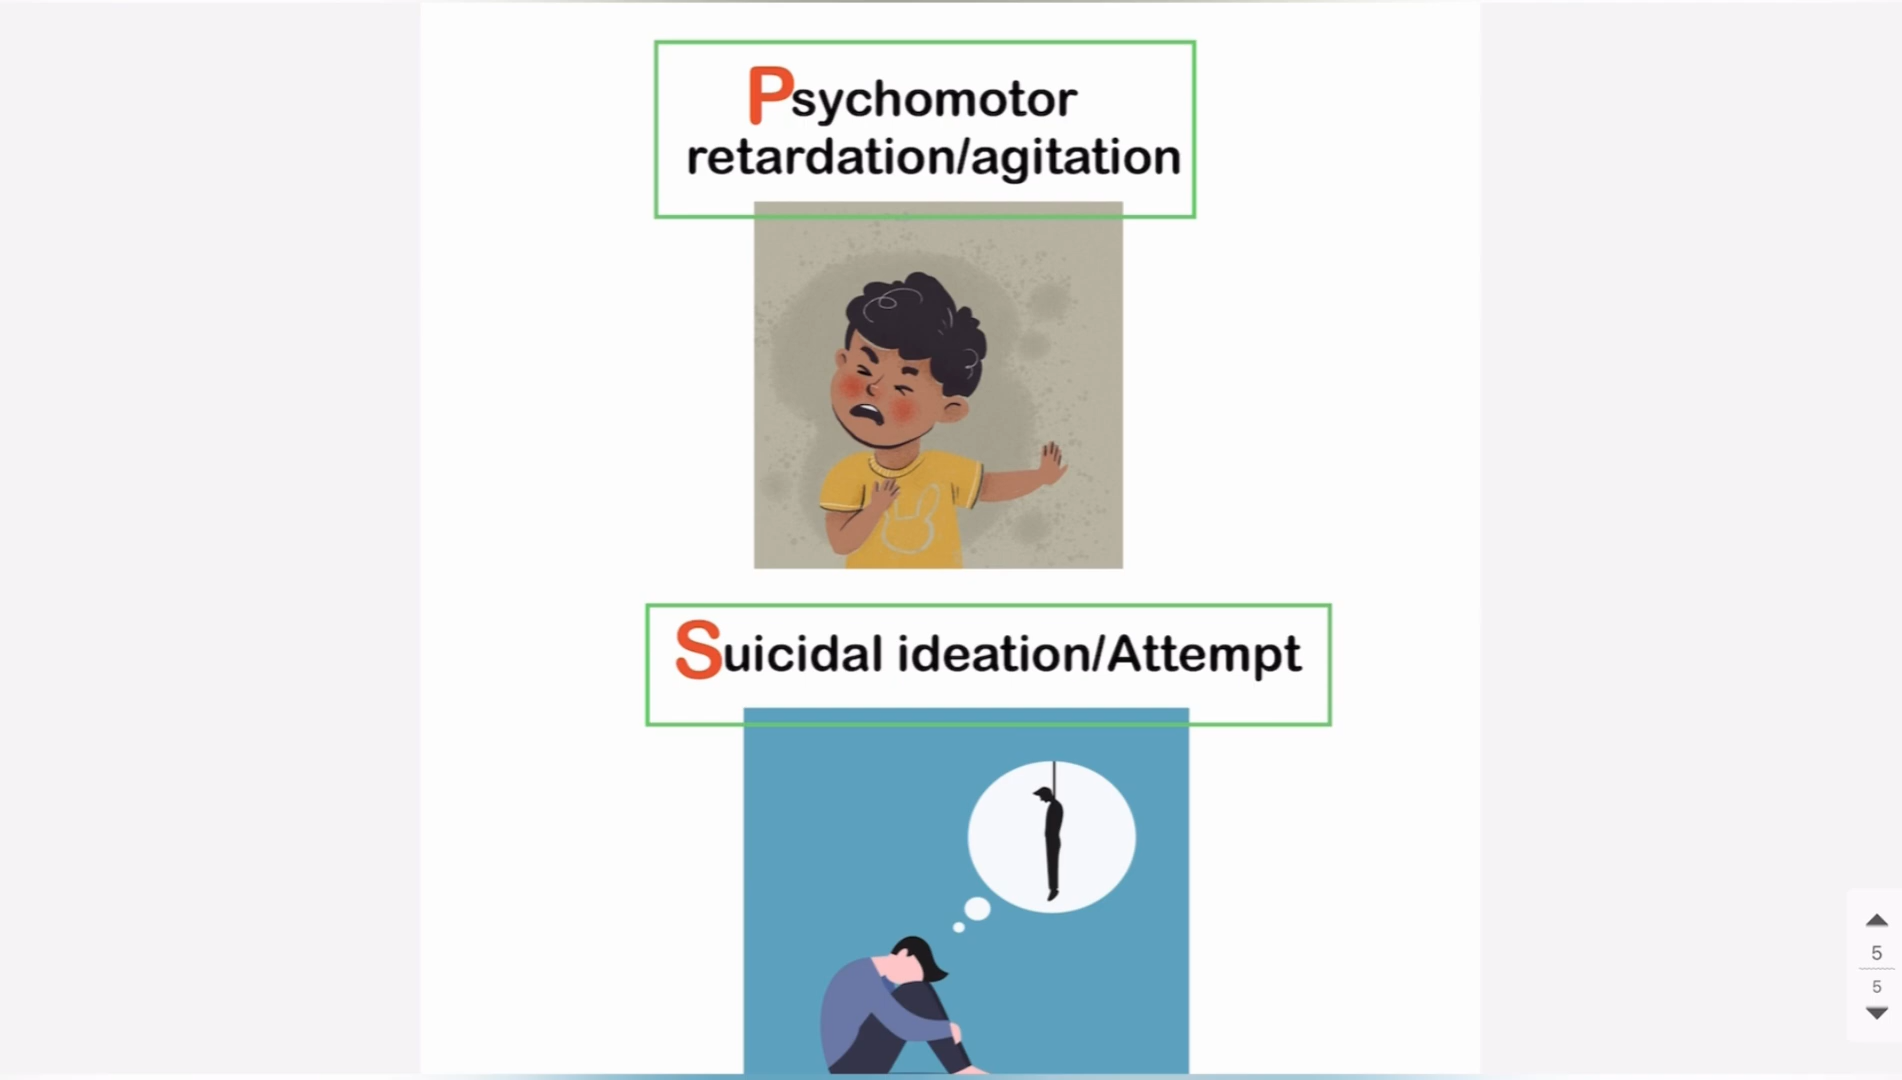 Psychomotor
retardation/agitation
Suicidal ideation/Attempt
5
5